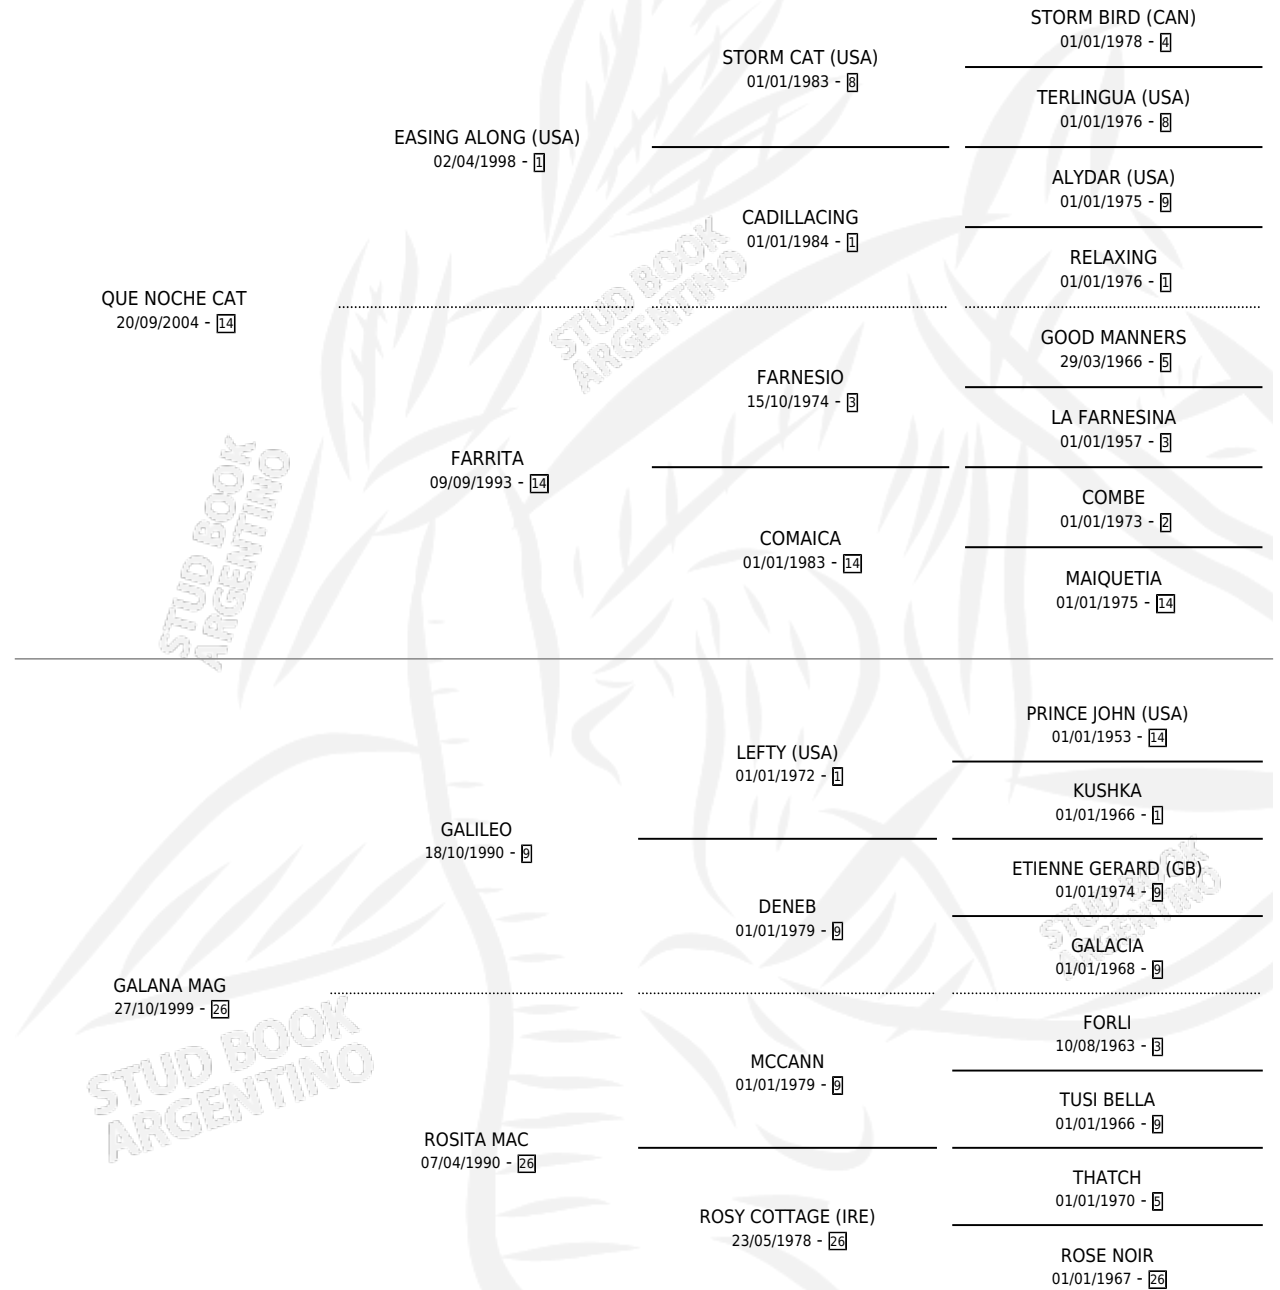 STORM BIRD (CAN)
01/01/1978 - 4
STORM CAT (USA)
01/01/1983 - 8
TERLINGUA (USA)
01/01/1976 - 8
EASING ALONG (USA)
02/04/1998 - 1
ALYDAR (USA)
01/01/1975 - 9
CADILLACING
01/01/1984 - 1
RELAXING
01/01/1976 - 1
QUE NOCHE CAT
20/09/2004 - 14
GOOD MANNERS
29/03/1966 - 5
FARNESIO
15/10/1974 - 3
LA FARNESINA
01/01/1957 - 3
FARRITA
09/09/1993 - 14
COMBE
01/01/1973 - 2
COMAICA
01/01/1983 - 14
MAIQUETIA
01/01/1975 - 14
STUD BOOK
ARGENTINO
STUD BOOK
ARGENTINO
PRINCE JOHN (USA)
01/01/1953 - 14
LEFTY (USA)
01/01/1972 - 1
KUSHKA
01/01/1966 - 1
GALILEO
18/10/1990 - 9
ETIENNE GERARD (GB)
01/01/1974 - 9
DENEB
01/01/1979 - 9
GALACIA
01/01/1968 - 9
STUD BOOK
ARGENTINO
GALANA MAG
27/10/1999 - 26
FORLI
10/08/1963 - 3
MCCANN
01/01/1979 - 9
TUSI BELLA
01/01/1966 - 9
STUD BOOK
ARGENTINO
ROSITA MAC
07/04/1990 - 26
THATCH
01/01/1970 - 5
ROSY COTTAGE (IRE)
23/05/1978 - 26
ROSE NOIR
01/01/1967 - 26